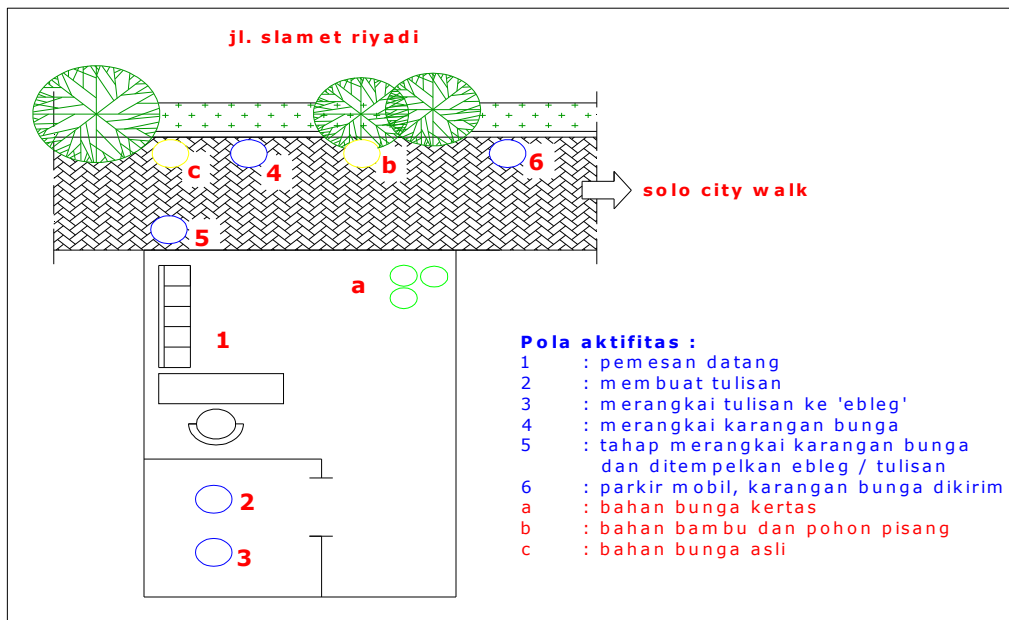 jl. slamet riyadi
c
4
b
6
solo city walk
5
a
1
2
3
Pola aktifitas :
1 : pemesan datang
2 : membuat tulisan
3 : merangkai tulisan ke 'ebleg'
4 : merangkai karangan bunga
5 : tahap merangkai karangan bunga
dan ditempelkan ebleg / tulisan
6 : parkir mobil, karangan bunga dikirim
a : bahan bunga kertas
b : bahan bambu dan pohon pisang
c : bahan bunga asli